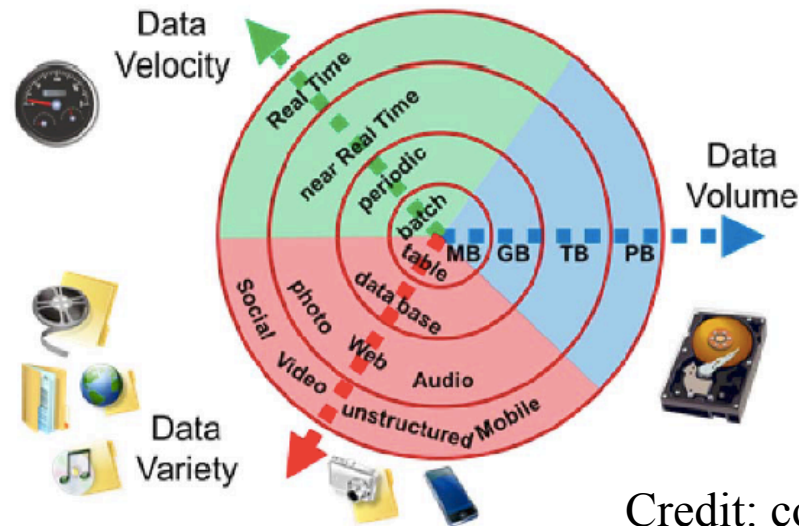 Data
Velocity
Real Time
near Real Time
periodic
batch
Data
Volume
MB GB TB PB
table
data base
photo Web Audio
Social Video unstructured Mobile
Data
Variety
Credit: co